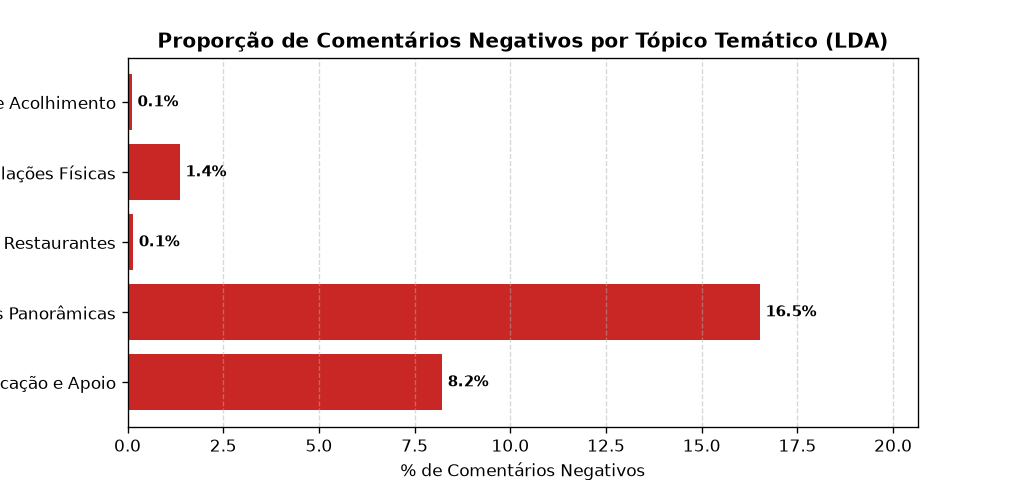 Proporção de Comentários Negativos por Tópico Temático (LDA)
e Acolhimento
0.1%
lações Físicas
1.4%
Restaurantes
0.1%
s Panorâmicas
16.5%
cação e Apoio
8.2%
0.0 2.5 5.0 7.5 10.0 12.5 15.0 17.5 20.0
% de Comentários Negativos